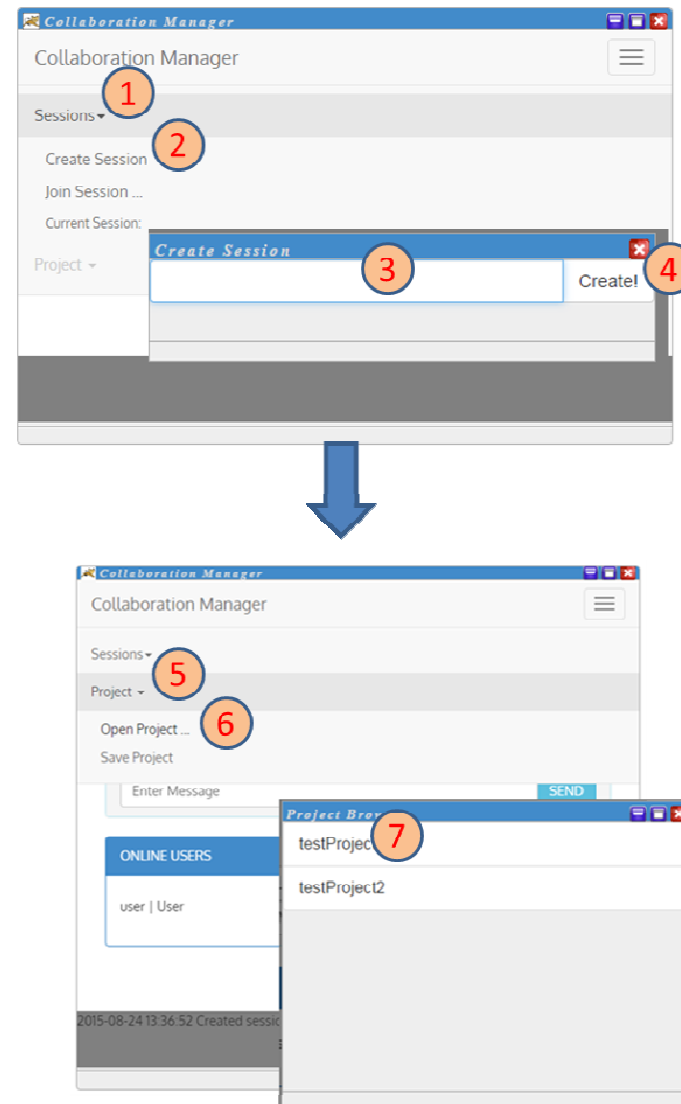 Collaboration Manager
Collaboration Manager
1
Sessions
2
Create Session
Join Session ...
Current Session:
Create Session
3
4
Project
Create!
Collaboration Manager
Collaboration Manager
Sessions
5
Project
6
Open Project ...
Save Project
Enter Message
SEND
Project
7
ONLINE USERS
testProjec
testProject2
user | User
2015-08-24 13:36:52 Created